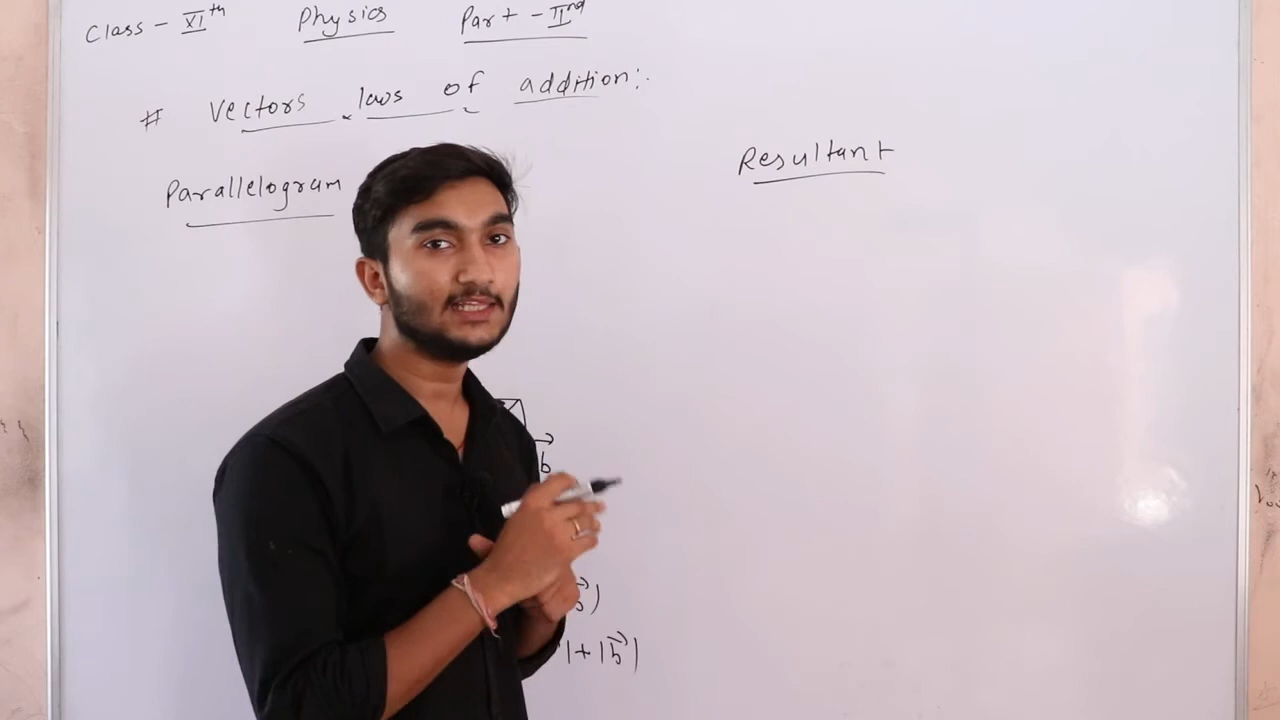 Class - XIth Physics Part - IInd
# Vectors laws of addition:.
Parallelogram
Resultant
b
b)
| + |b|